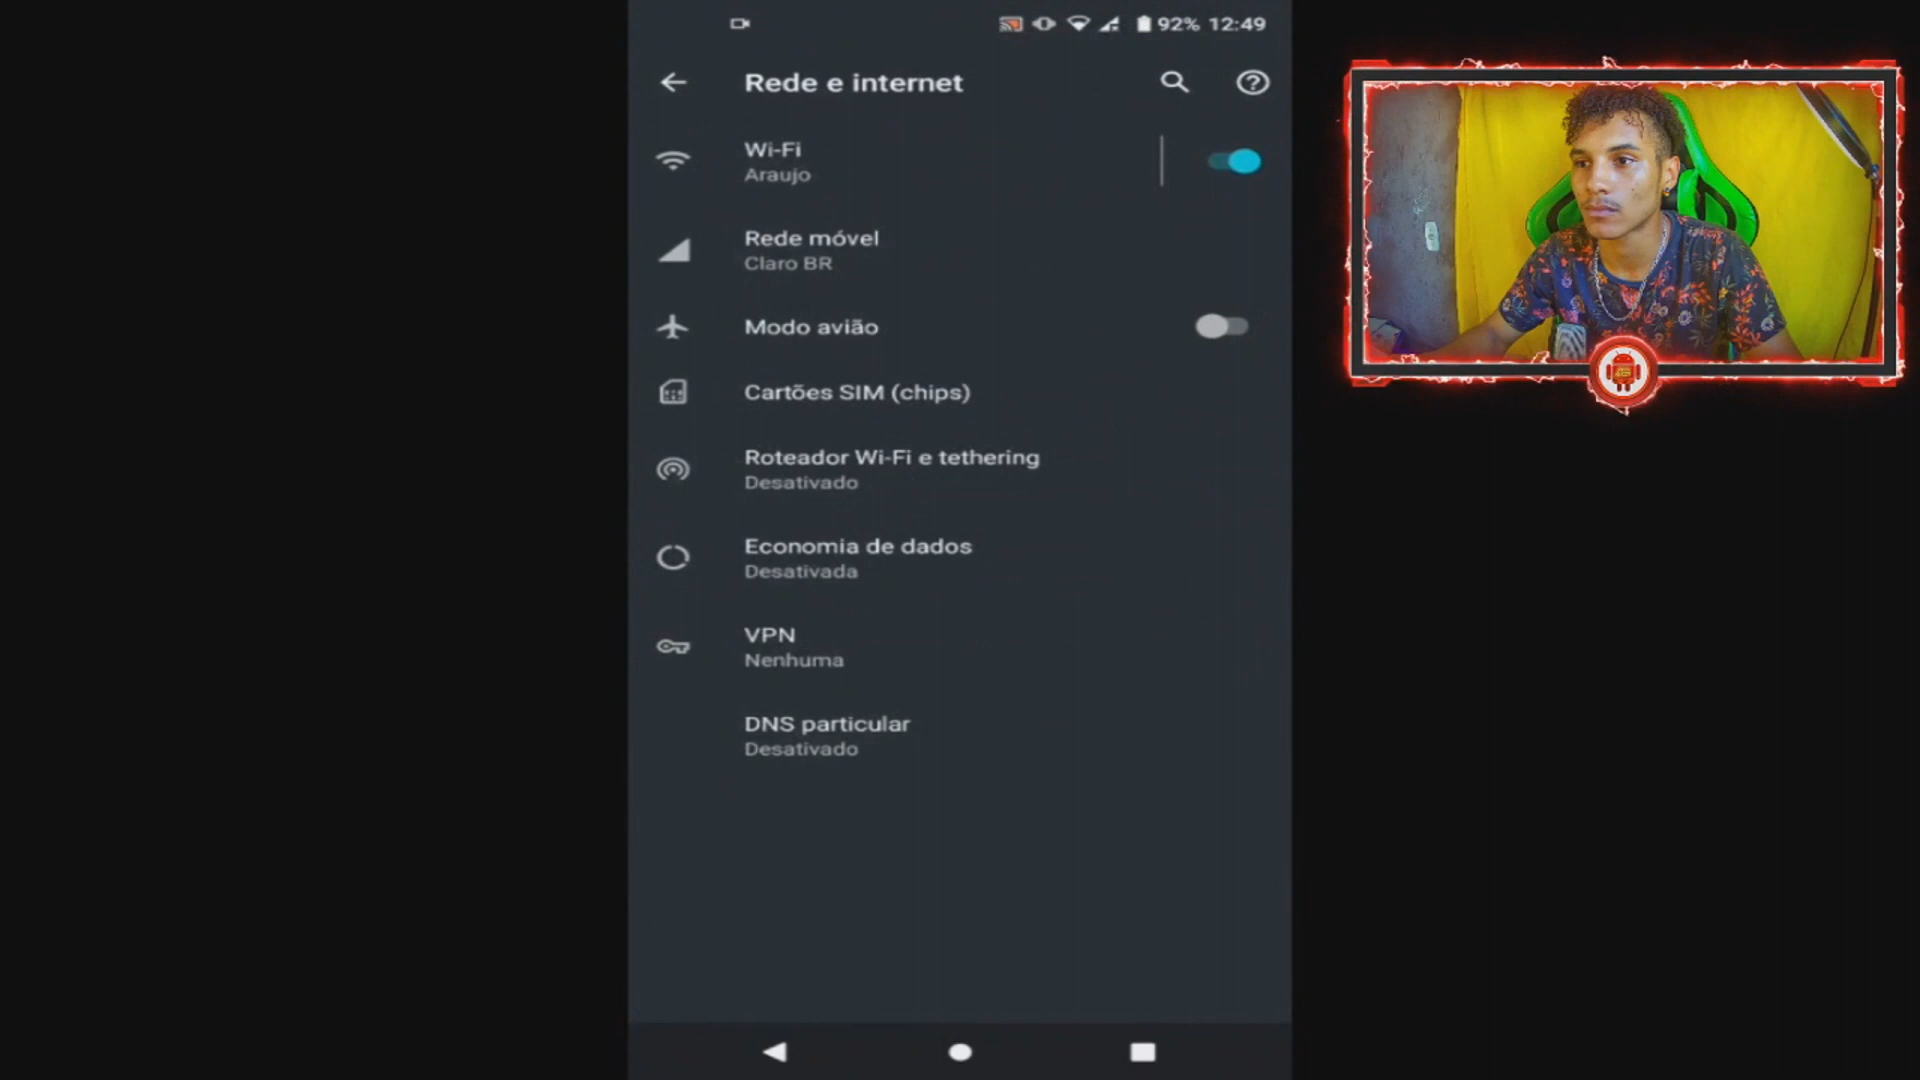 92% 12:49
Rede e internet
Wi-Fi
Araujo
Rede móvel
Claro BR
Modo avião
Cartões SIM (chips)
Roteador Wi-Fi e tethering
Desativado
Economia de dados
Desativada
VPN
Nenhuma
DNS particular
Desativado